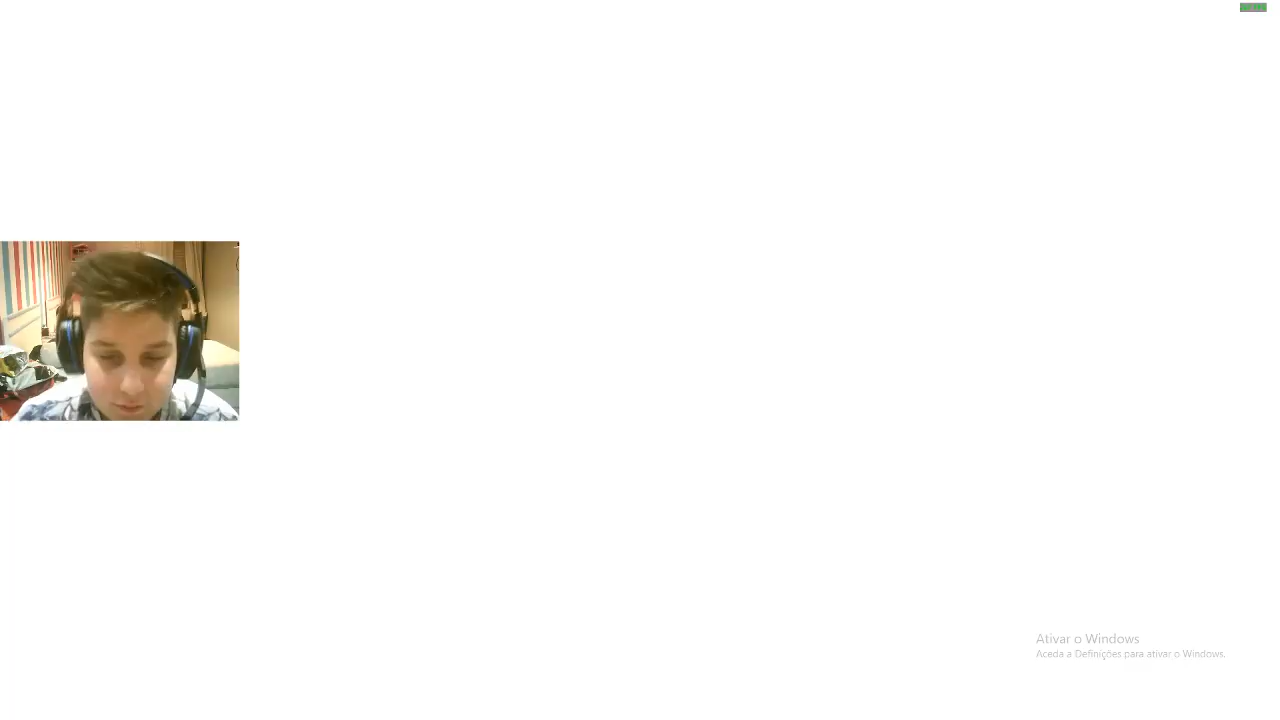 Ativar o Windows
Aceda a Definições para ativar o Windows.